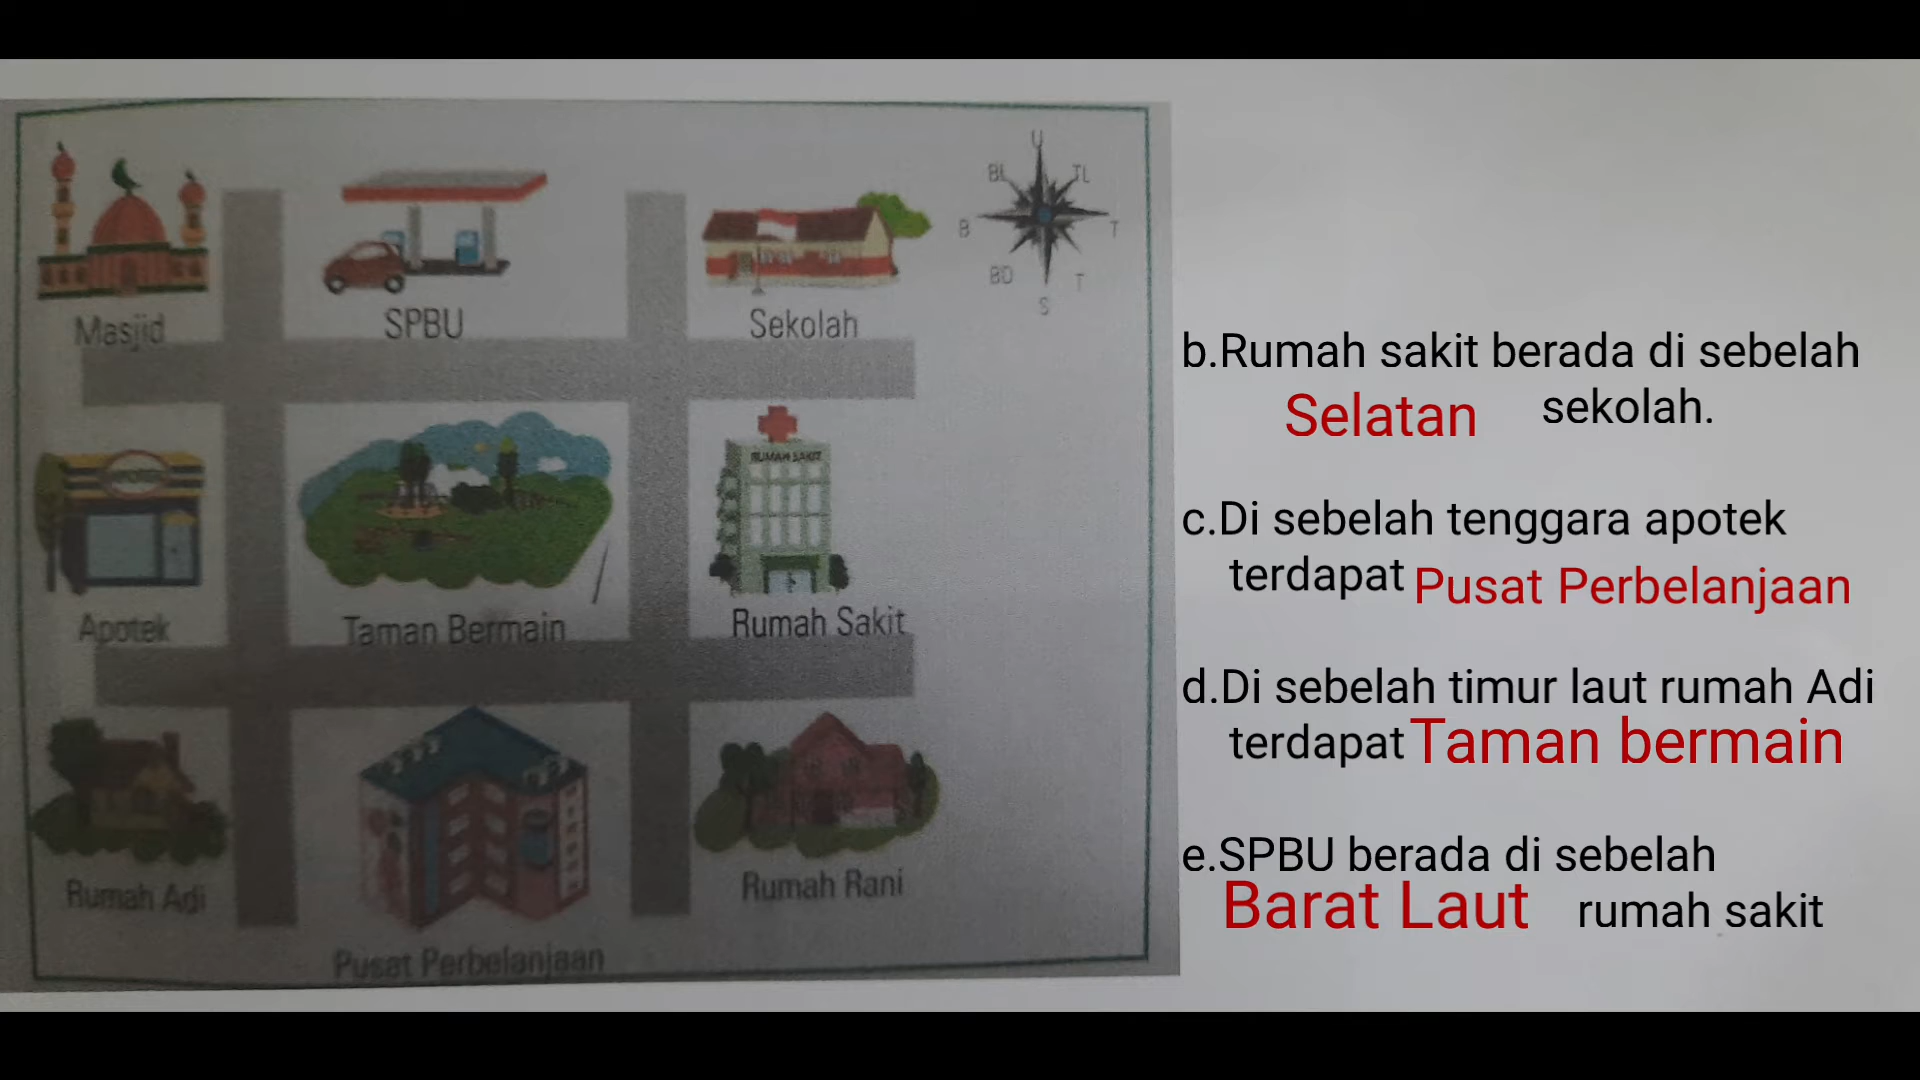 U
BL
TL
B
T
BD
T
S
Masjid
SPBU
Sekolah
RUMAH SAKIT
Apotek
Taman Bermain
Rumah Sakit
Rumah Adi
Pusat Perbelanjaan
Rumah Rani
b.Rumah sakit berada di sebelah
Selatan sekolah.
c.Di sebelah tenggara apotek
terdapat Pusat Perbelanjaan
d.Di sebelah timur laut rumah Adi
terdapat Taman bermain
e.SPBU berada di sebelah
Barat Laut rumah sakit